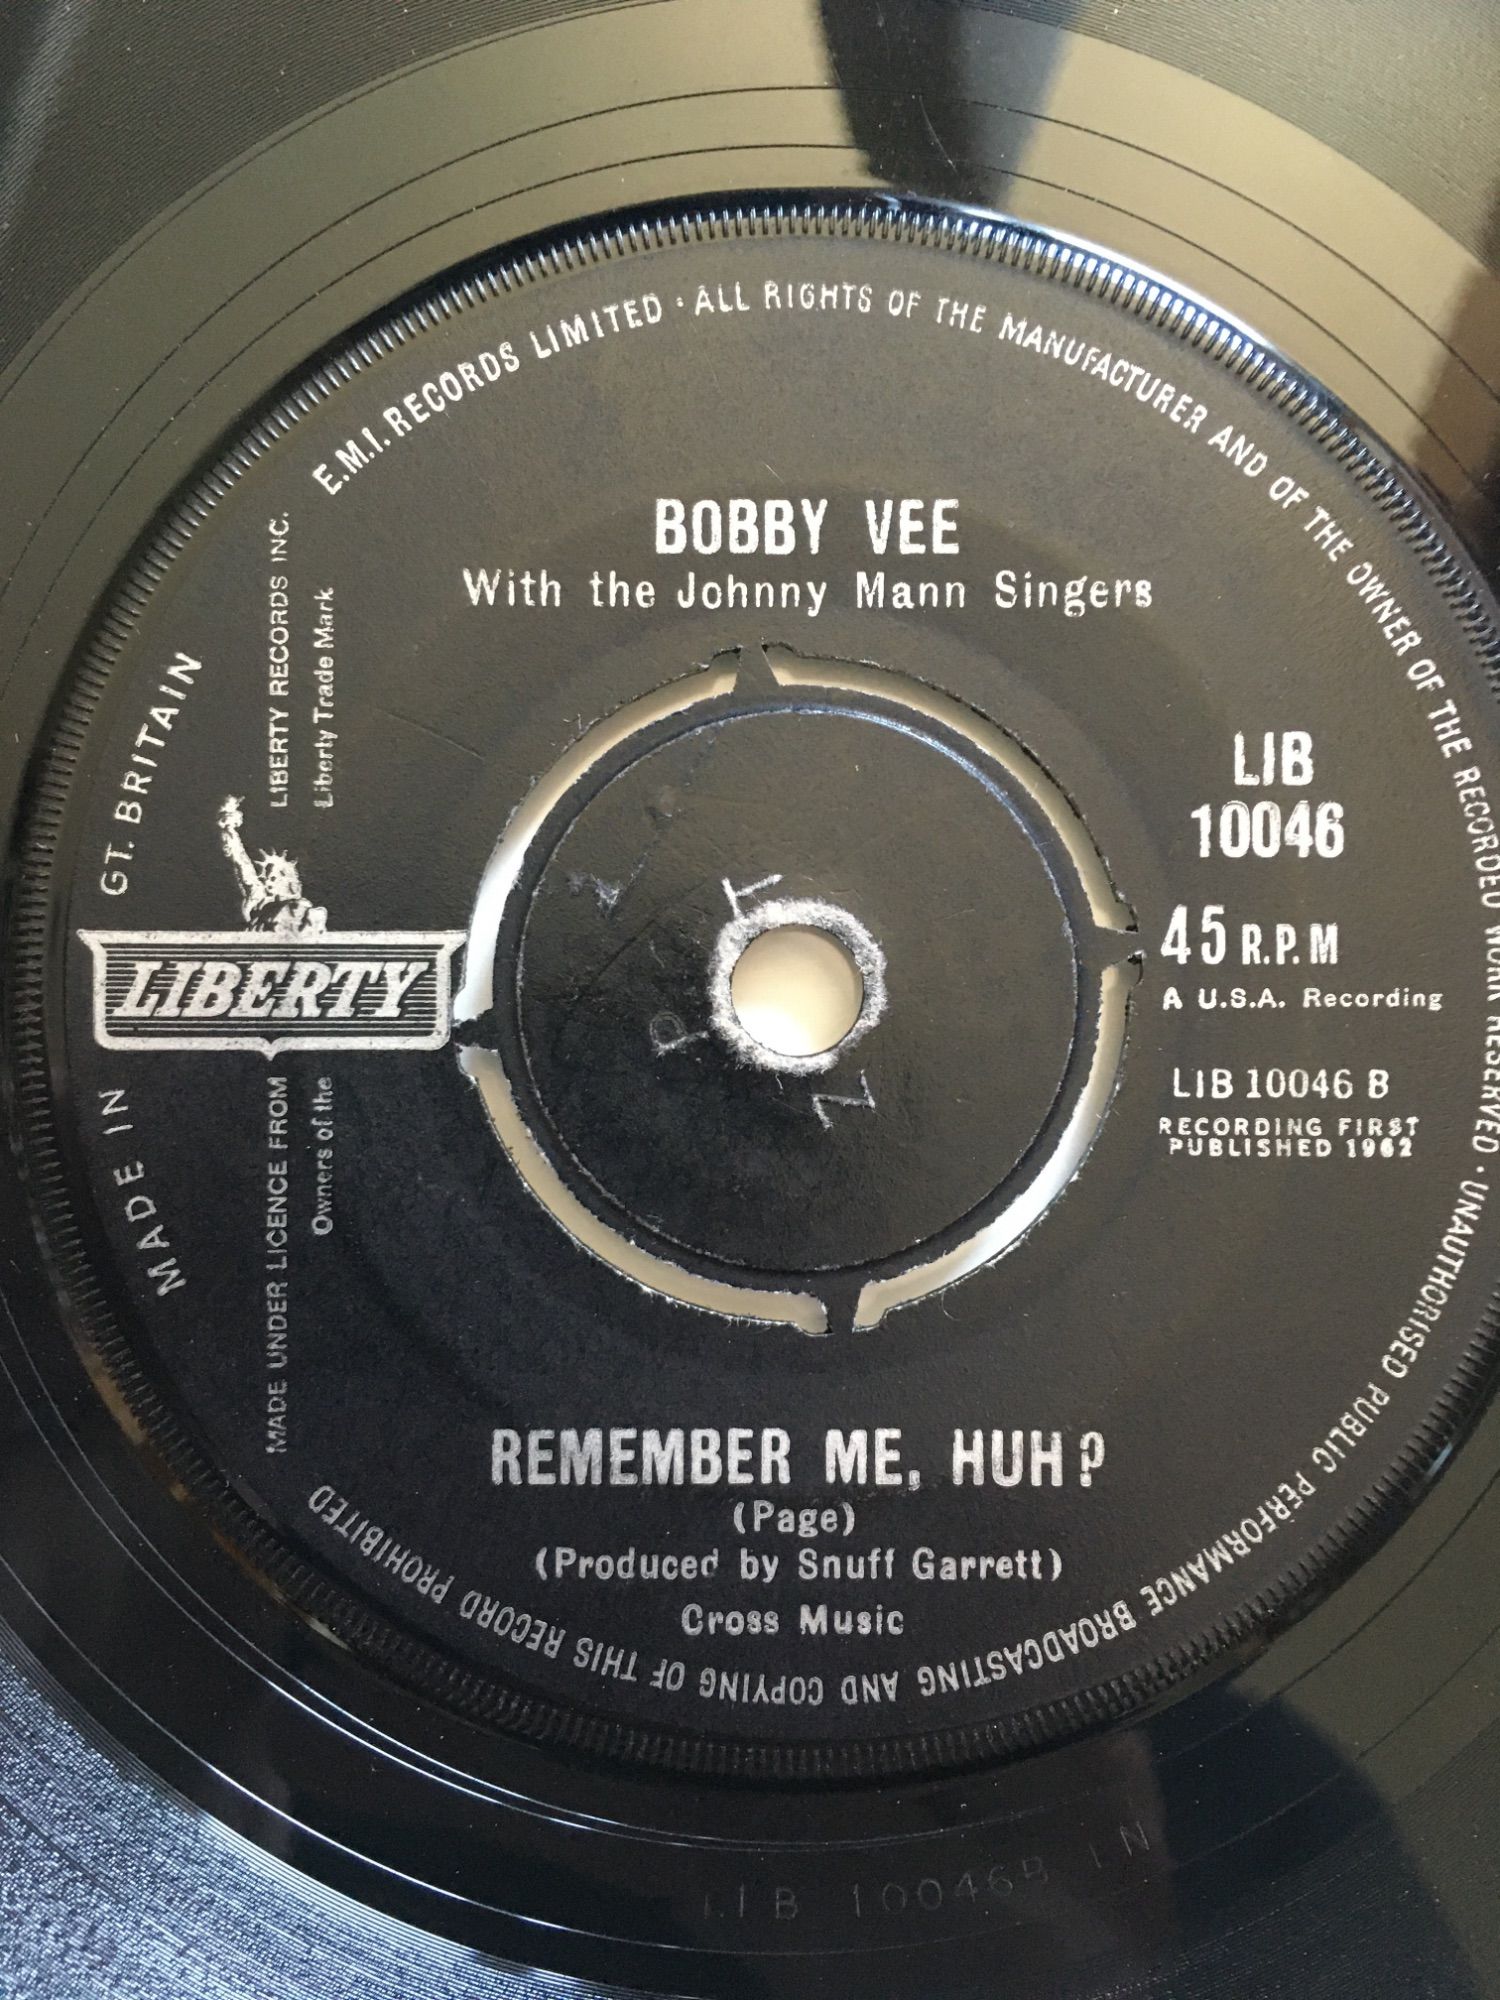 E.M.I. RECORDS LIMITED · ALL RIGHTS OF THE MANUFACTURER AND OF THE OWNER OF THE RECORDED WORK RESERVED · UNAUTHORISED PUBLIC PERFORMANCE BROADCASTING AND COPYING OF THIS RECORD PROHIBITED
BOBBY VEE
With the Johnny Mann Singers
MADE IN GT. BRITAIN
MADE UNDER LICENCE FROM LIBERTY RECORDS INC.
Owners of the Liberty Trade Mark
LIBERTY
LIB
10046
45 R.P.M
A U.S.A. Recording
LIB 10046 B
RECORDING FIRST
PUBLISHED 1962
REMEMBER ME, HUH?
(Page)
(Produced by Snuff Garrett)
Cross Music
LIB 10046B 1N